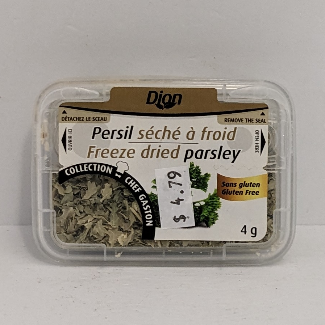 Dion
DÉTACHEZ LE SCEAU
REMOVE THE SEAL
Persil séché à froid
Freeze dried parsley
COLLECTION CHEF GASTON
$ 4.79
Sans gluten
Gluten Free
4 g